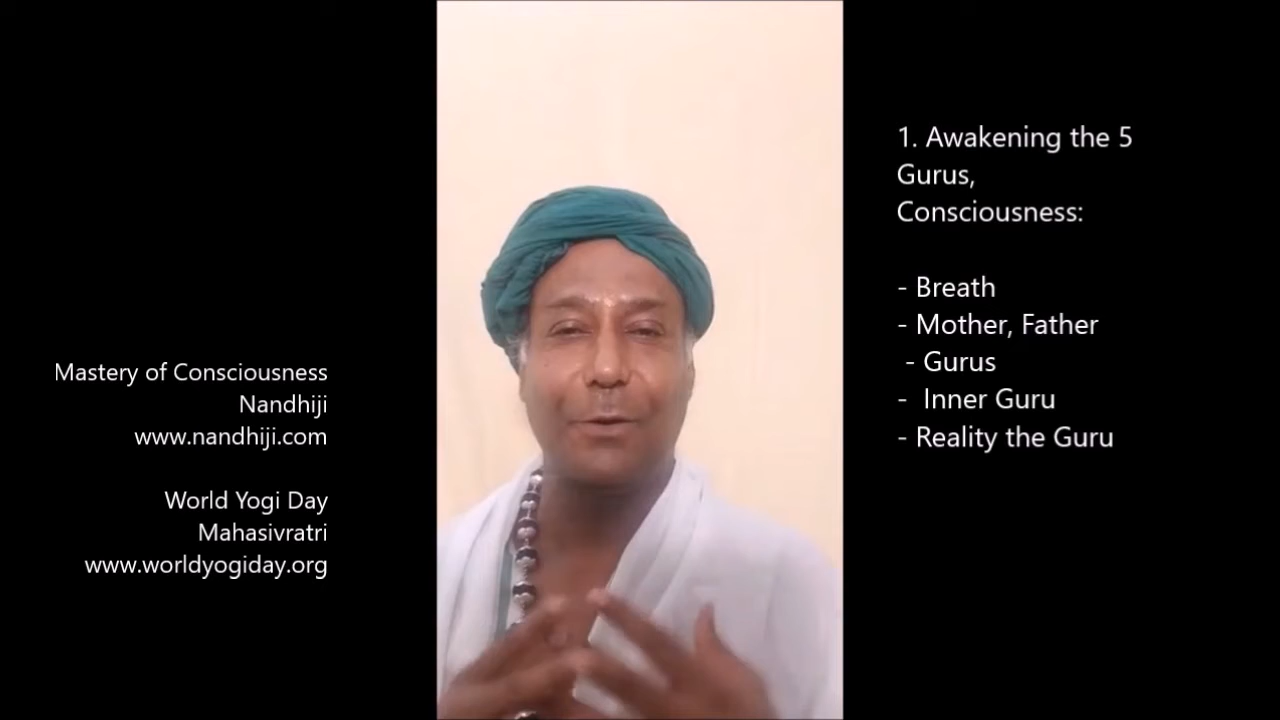 Mastery of Consciousness
Nandhiji
www.nandhiji.com
World Yogi Day
Mahasivratri
www.worldyogiday.org
1. Awakening the 5
Gurus,
Consciousness:
- Breath
- Mother, Father
- Gurus
- Inner Guru
- Reality the Guru